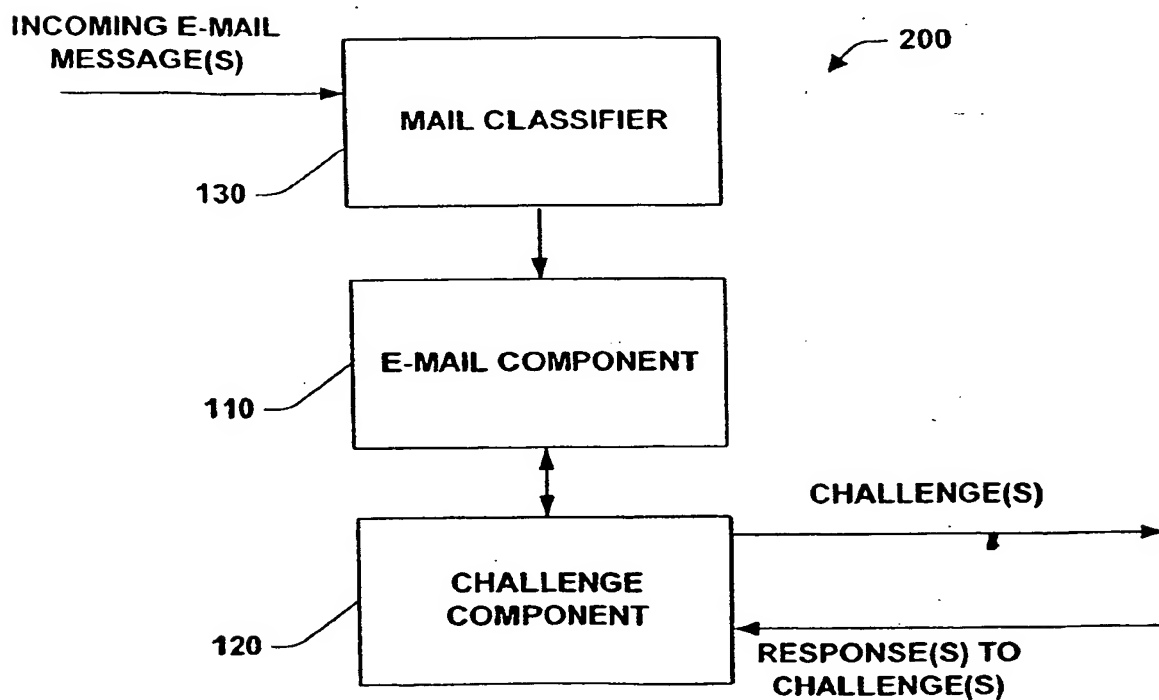 INCOMING E-MAIL
MESSAGE(S)
200
MAIL CLASSIFIER
130
E-MAIL COMPONENT
110
CHALLENGE(S)
CHALLENGE
COMPONENT
120
RESPONSE(S) TO
CHALLENGE(S)